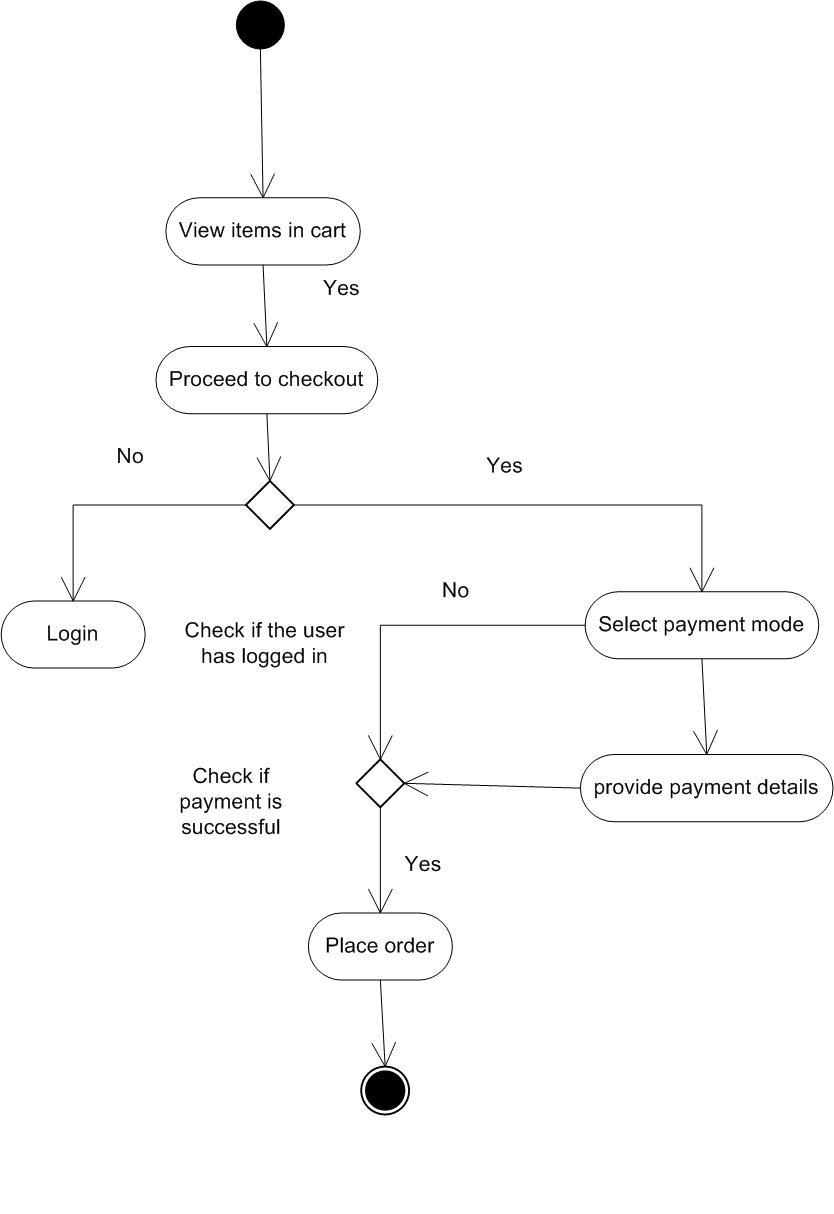 View items in cart
Yes
Proceed to checkout
No
Yes
No
Select payment mode
Login
Check if the user
has logged in
Check if
payment is
successful
provide payment details
Yes
Place order